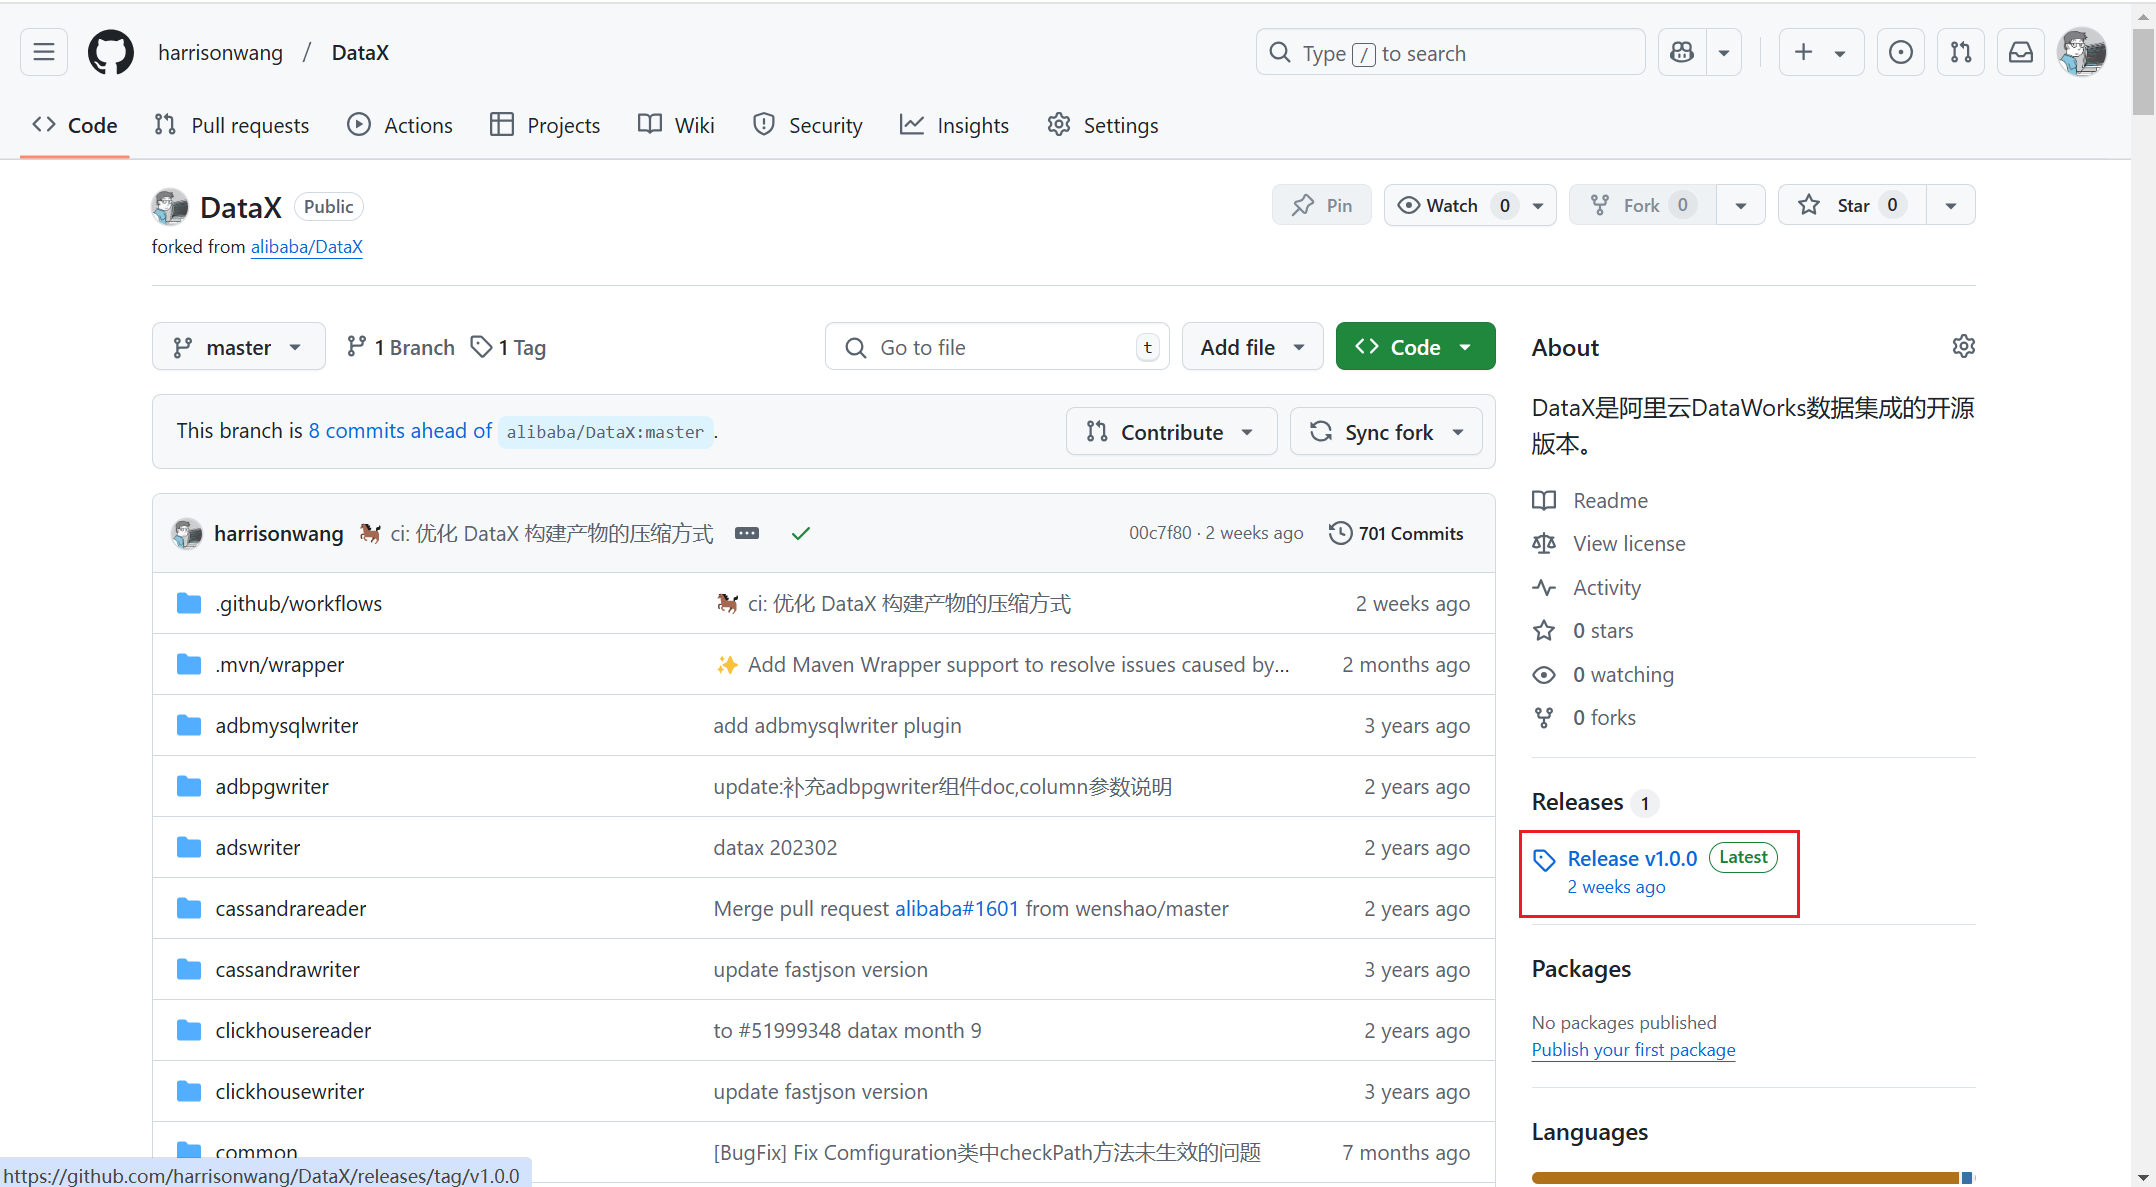 harrisonwang / DataX
Type / to search
Code
Pull requests
Actions
Projects
Wiki
Security
Insights
Settings
DataX Public
forked from alibaba/DataX
Pin
Watch 0
Fork 0
Star 0
master
1 Branch
1 Tag
Go to file t
Add file
Code
This branch is 8 commits ahead of alibaba/DataX:master .
Contribute
Sync fork
harrisonwang 🐎 ci: 优化 DataX 构建产物的压缩方式 00c7f80 · 2 weeks ago 701 Commits
.github/workflows 🐎 ci: 优化 DataX 构建产物的压缩方式 2 weeks ago
.mvn/wrapper ✨ Add Maven Wrapper support to resolve issues caused by... 2 months ago
adbmysqlwriter add adbmysqlwriter plugin 3 years ago
adbpgwriter update:补充adbpgwriter组件doc,column参数说明 2 years ago
adswriter datax 202302 2 years ago
cassandrareader Merge pull request alibaba#1601 from wenshao/master 2 years ago
cassandrawriter update fastjson version 3 years ago
clickhousereader to #51999348 datax month 9 2 years ago
clickhousewriter update fastjson version 3 years ago
common [BugFix] Fix Comfiguration类中checkPath方法未生效的问题 7 months ago
About
DataX是阿里云DataWorks数据集成的开源
版本。
Readme
View license
Activity
0 stars
0 watching
0 forks
Releases 1
Release v1.0.0 Latest
2 weeks ago
Packages
No packages published
Publish your first package
Languages
https://github.com/harrisonwang/DataX/releases/tag/v1.0.0